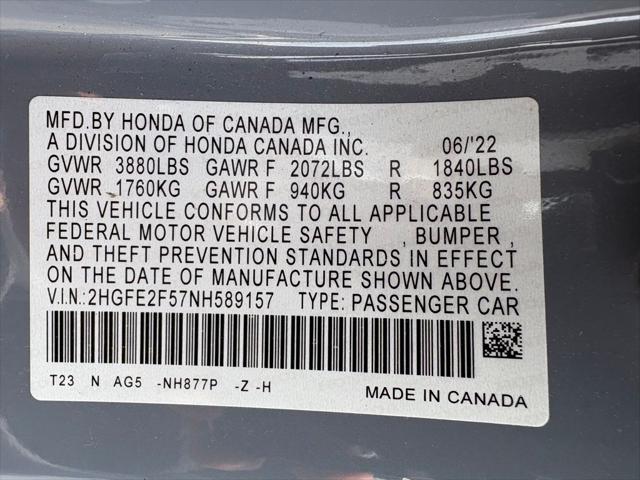 MFD.BY HONDA OF CANADA MFG.,
A DIVISION OF HONDA CANADA INC. 06/'22
GVWR 3880LBS GAWR F 2072LBS R 1840LBS
GVWR 1760KG GAWR F 940KG R 835KG
THIS VEHICLE CONFORMS TO ALL APPLICABLE
FEDERAL MOTOR VEHICLE SAFETY , BUMPER ,
AND THEFT PREVENTION STANDARDS IN EFFECT
ON THE DATE OF MANUFACTURE SHOWN ABOVE.
V.I.N.:2HGFE2F57NH589157 TYPE: PASSENGER CAR
T23 N AG5 -NH877P -Z -H
MADE IN CANADA